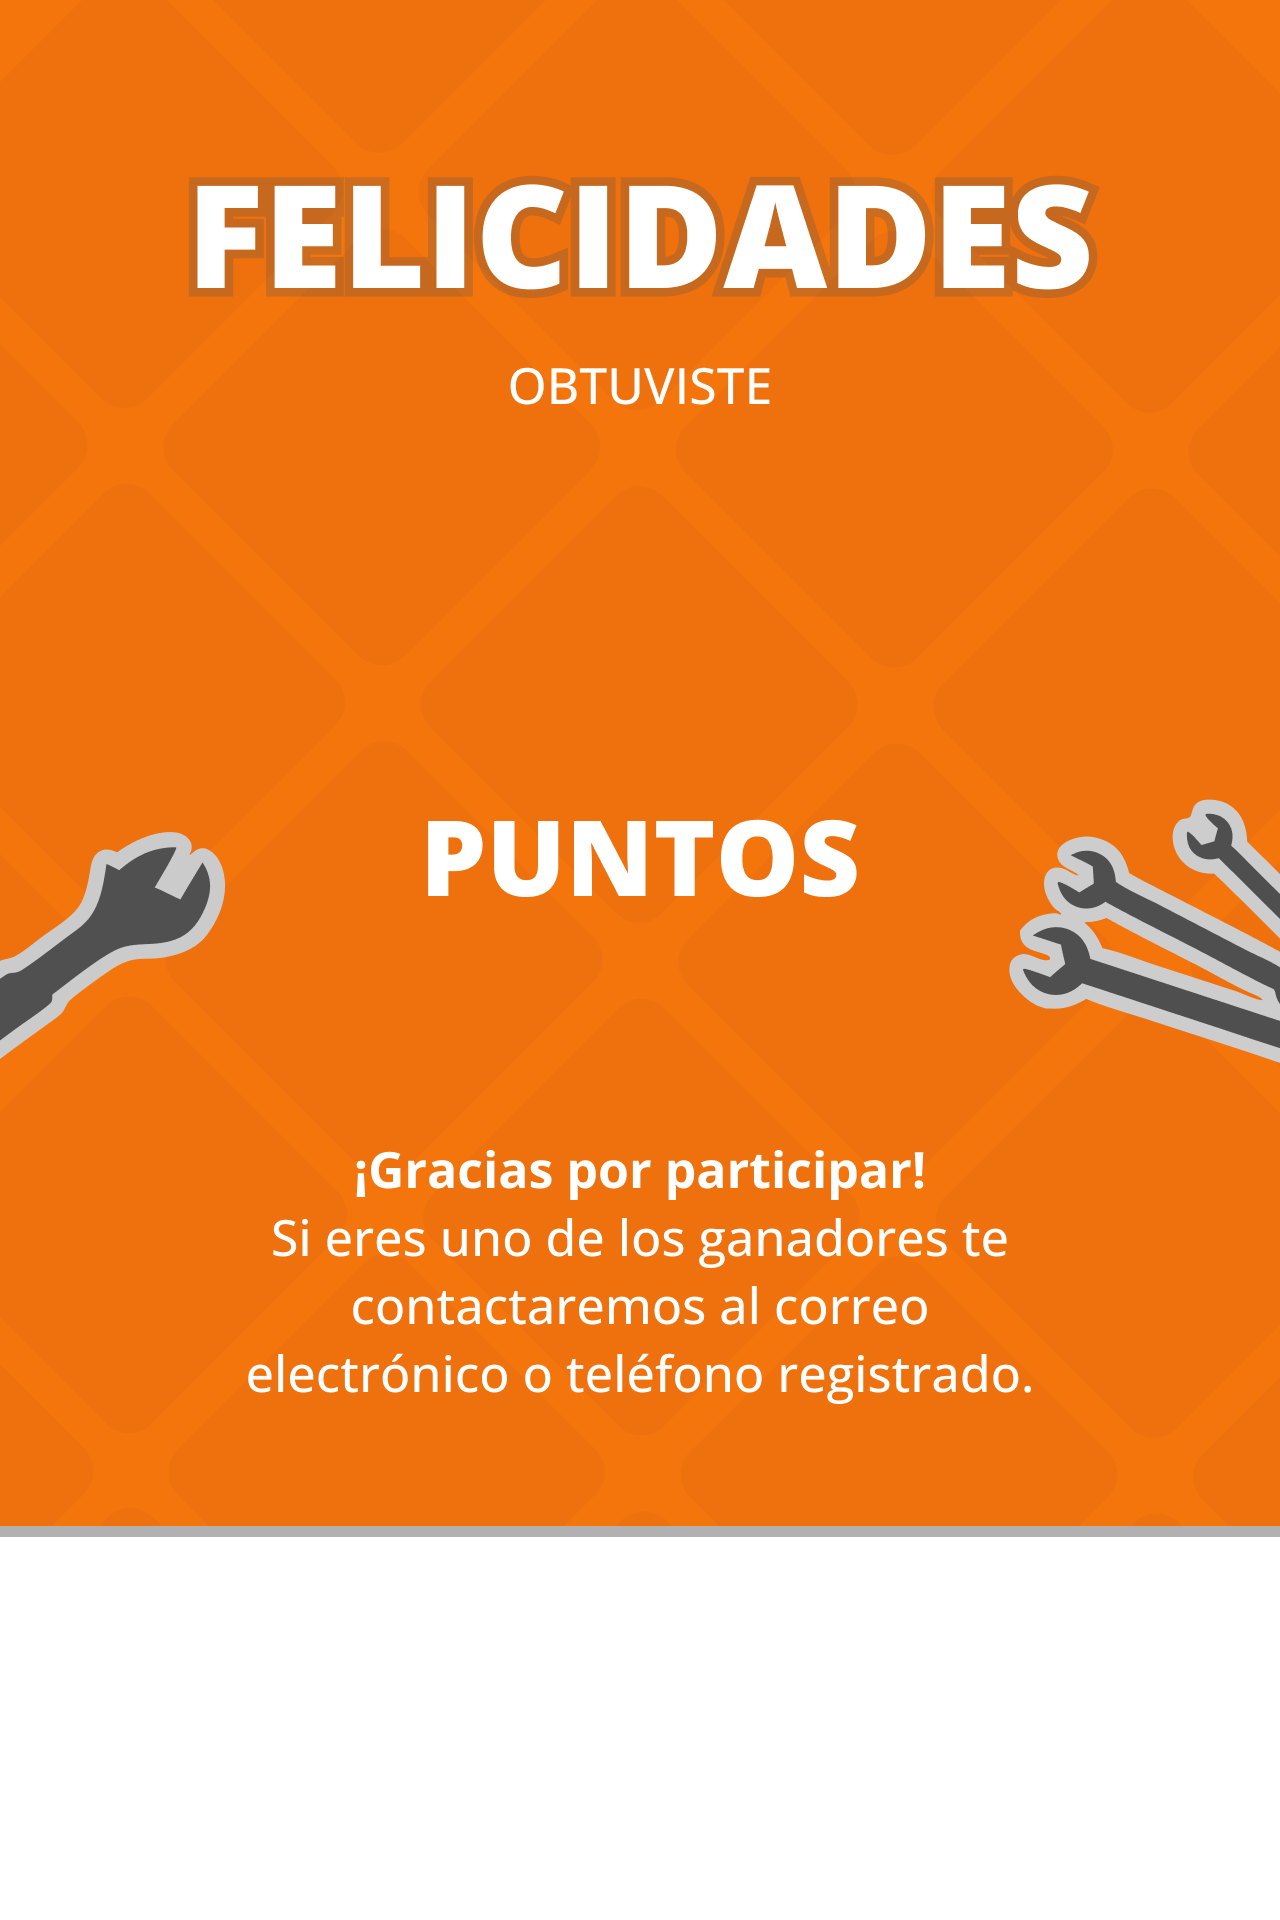 FELICIDADES
OBTUVISTE
PUNTOS
¡Gracias por participar!
Si eres uno de los ganadores te
contactaremos al correo
electrónico o teléfono registrado.